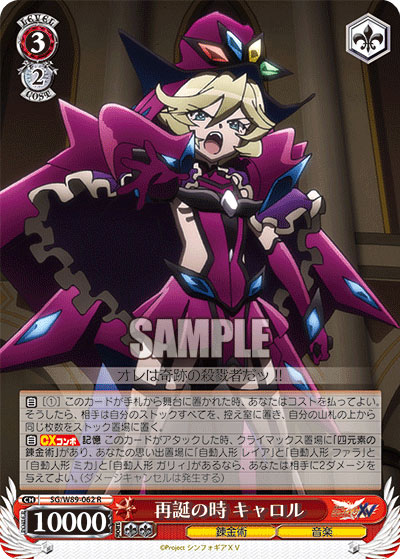 LEVEL
3
2
COST
SAMPLE
オレは奇跡の殺戮者だッ!!
自 [①] このカードが手札から舞台に置かれた時、あなたはコストを払ってよい。
そうしたら、相手は自分のストックすべてを、控え室に置き、自分の山札の上から
同じ枚数をストック置場に置く。
自 CXコンボ 記憶 このカードがアタックした時、クライマックス置場に「四元素の
錬金術」があり、あなたの思い出置場に「自動人形 レイア」と「自動人形 ファラ」と
「自動人形 ミカ」と「自動人形 ガリィ」があるなら、あなたは相手に2ダメージを
与えてよい。(ダメージキャンセルは発生する)
CH SG/W89-062 R
10000
再誕の時 キャロル
錬金術 音楽
XV
©Project シンフォギアXV